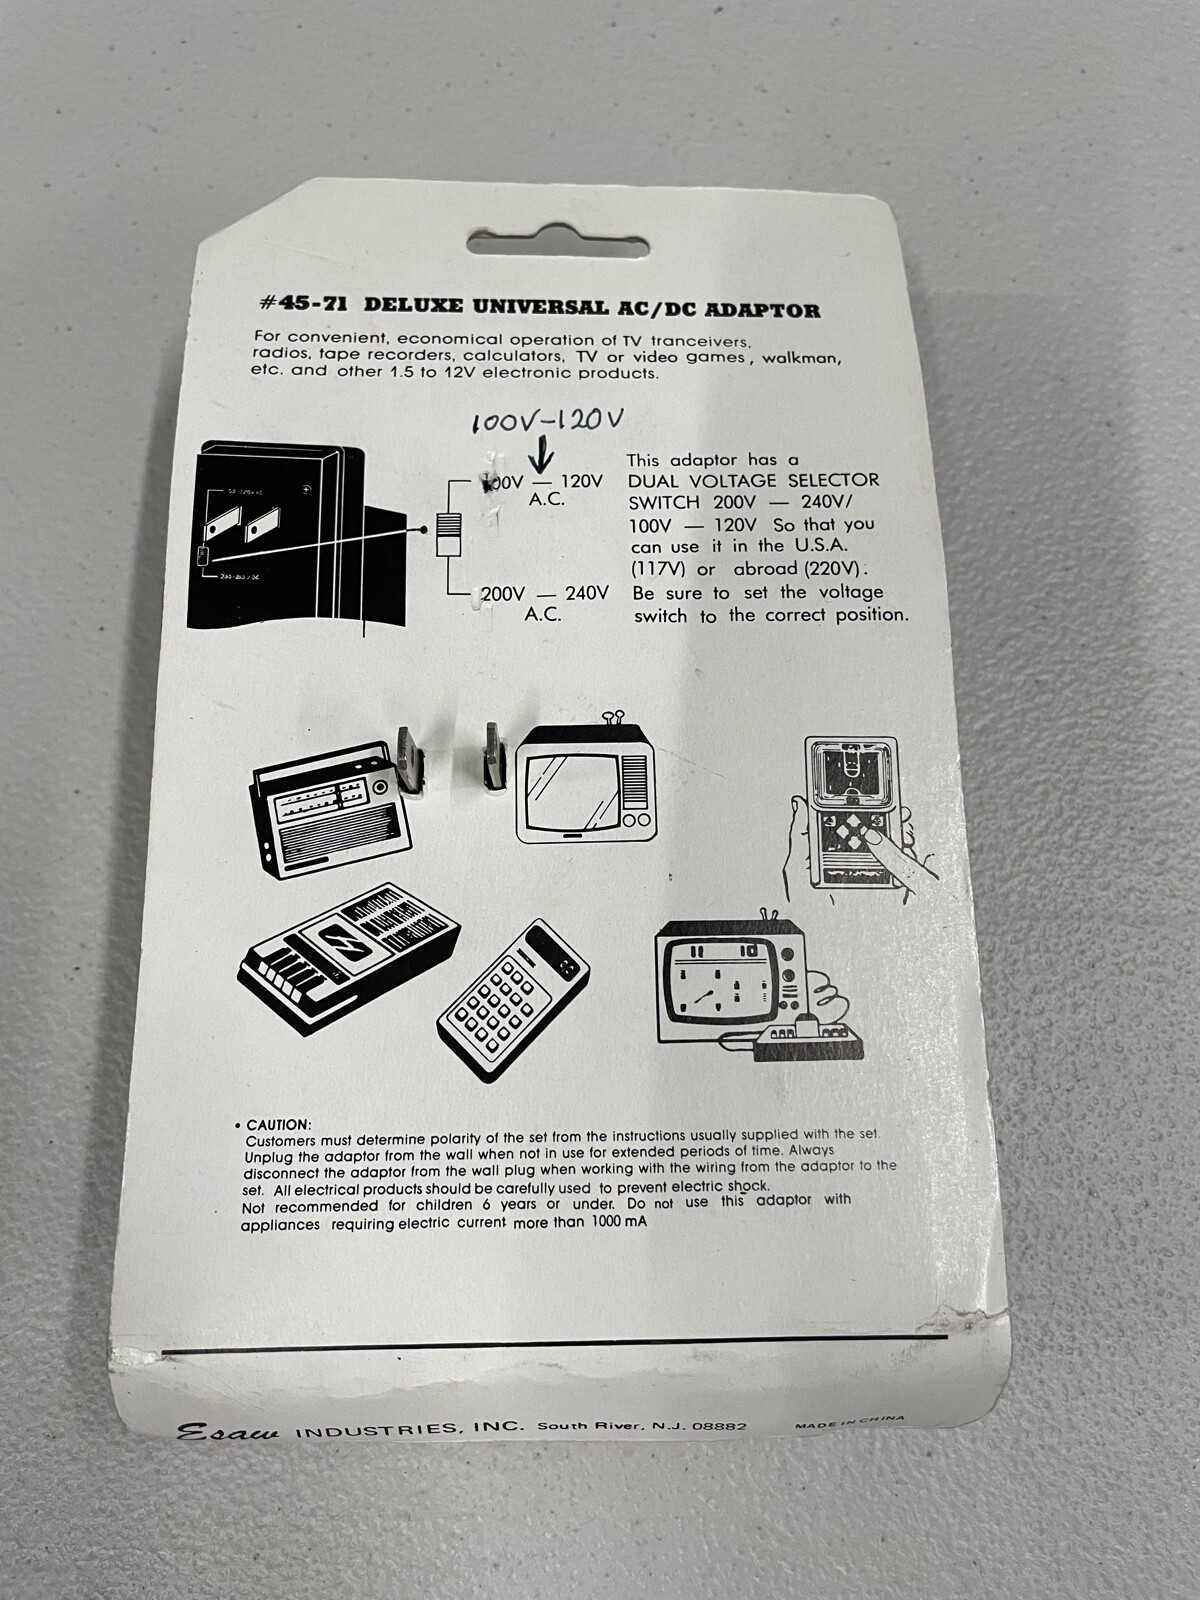 #45-71 DELUXE UNIVERSAL AC/DC ADAPTOR
For convenient, economical operation of TV tranceivers,
radios, tape recorders, calculators, TV or video games, walkman,
etc. and other 1.5 to 12V electronic products.
100V-120V
100V — 120V
A.C.
200V — 240V
A.C.
This adaptor has a
DUAL VOLTAGE SELECTOR
SWITCH 200V — 240V/
100V — 120V So that you
can use it in the U.S.A.
(117V) or abroad (220V).
Be sure to set the voltage
switch to the correct position.
• CAUTION:
Customers must determine polarity of the set from the instructions usually supplied with the set.
Unplug the adaptor from the wall when not in use for extended periods of time. Always
disconnect the adaptor from the wall plug when working with the wiring from the adaptor to the
set. All electrical products should be carefully used to prevent electric shock.
Not recommended for children 6 years or under. Do not use this adaptor with
appliances requiring electric current more than 1000 mA
Esaw INDUSTRIES, INC. South River, N.J. 08882 MADE IN CHINA